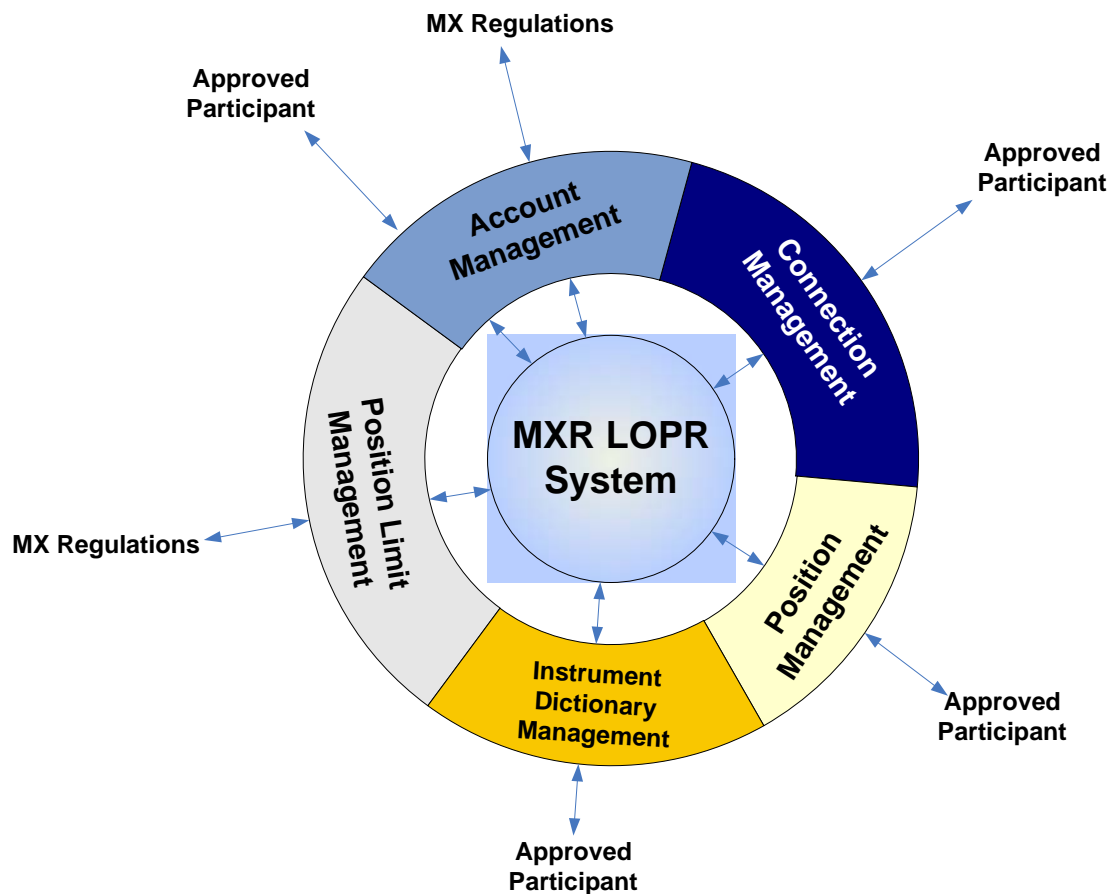 MX Regulations
Approved
Participant
Approved
Participant
Account
Management
Connection
Management
MXR LOPR
System
Position Limit
Management
MX Regulations
Position
Management
Instrument
Dictionary
Management
Approved
Participant
Approved
Participant